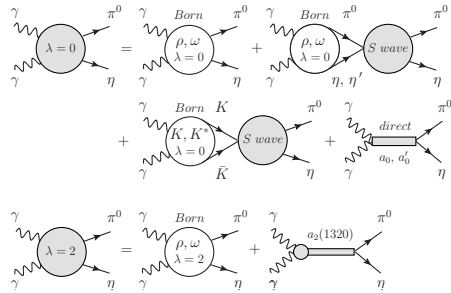 γ π⁰ Born γ π⁰ Born π⁰ γ π⁰
λ = 0 = ρ, ω λ = 0 + ρ, ω λ = 0 S wave
γ η γ η γ η, η′ η
Born K π⁰ π⁰
γ γ direct
+ K, K* λ = 0 S wave + a₀, a₀′
γ K̄ η γ η
γ π⁰ Born γ π⁰ γ π⁰
a₂(1320)
λ = 2 = ρ, ω λ = 2 +
γ η γ η γ η